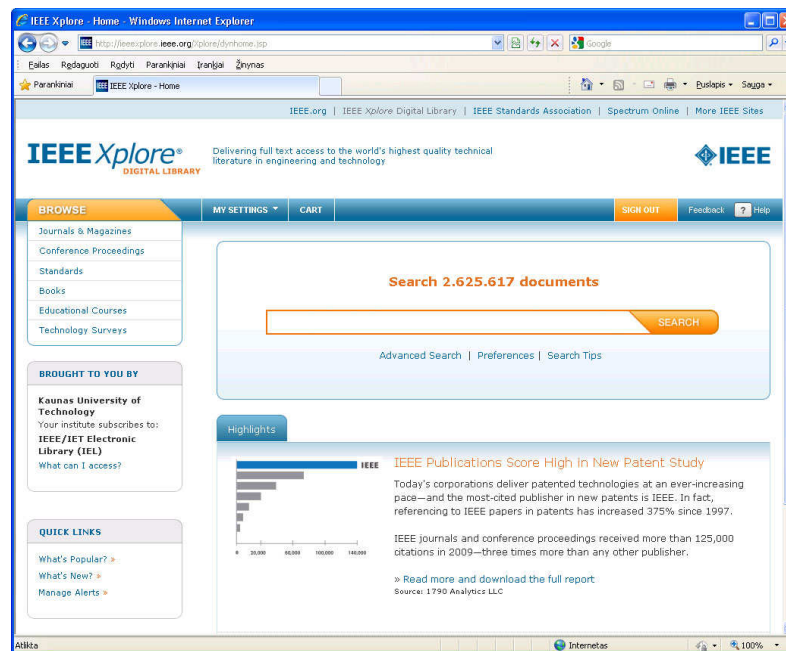 IEEE Xplore - Home - Windows Internet Explorer
http://ieeexplore.ieee.org/Xplore/dynhome.jsp
Google
Failas Redaguoti Rodyti Parankiniai Įrankiai Žinynas
Parankiniai
IEEE Xplore - Home
Puslapis
Sauga
IEEE.org | IEEE Xplore Digital Library | IEEE Standards Association | Spectrum Online | More IEEE Sites
IEEE Xplore®
DIGITAL LIBRARY
Delivering full text access to the world's highest quality technical
literature in engineering and technology
IEEE
BROWSE
MY SETTINGS
CART
SIGN OUT
Feedback
? Help
Journals & Magazines
Conference Proceedings
Standards
Books
Educational Courses
Technology Surveys
Search 2.625.617 documents
SEARCH
Advanced Search | Preferences | Search Tips
BROUGHT TO YOU BY
Kaunas University of
Technology
Your institute subscribes to:
IEEE/IET Electronic
Library (IEL)
What can I access?
QUICK LINKS
What's Popular? »
What's New? »
Manage Alerts »
Highlights
IEEE
0 20,000 60,000 100,000 140,000
IEEE Publications Score High in New Patent Study
Today's corporations deliver patented technologies at an ever-increasing
pace—and the most-cited publisher in new patents is IEEE. In fact,
referencing to IEEE papers in patents has increased 375% since 1997.
IEEE journals and conference proceedings received more than 125,000
citations in 2009—three times more than any other publisher.
» Read more and download the full report
Source: 1790 Analytics LLC
Atlikta
Internetas
100%